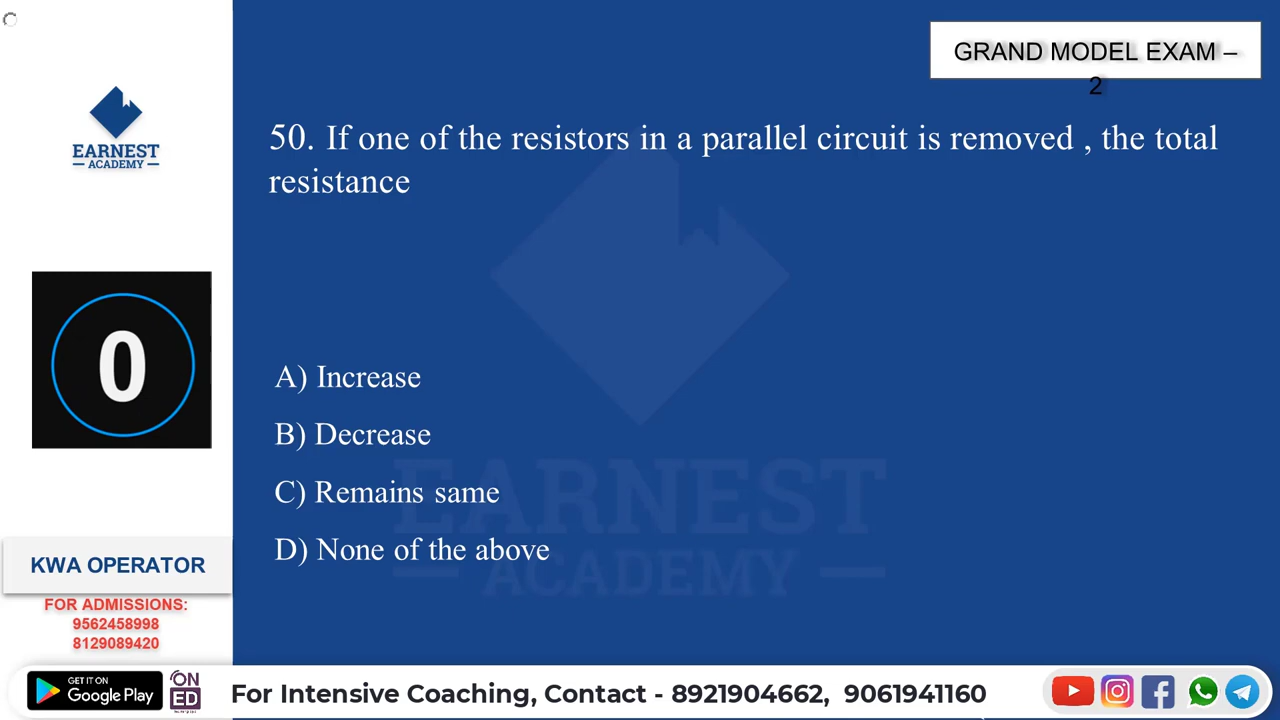 GRAND MODEL EXAM –
2
EARNEST
ACADEMY
50. If one of the resistors in a parallel circuit is removed , the total
resistance
0
A) Increase
B) Decrease
C) Remains same
D) None of the above
EARNEST
ACADEMY
KWA OPERATOR
FOR ADMISSIONS:
9562458998
8129089420
GET IT ON
Google Play
ON
ED
For Intensive Coaching, Contact - 8921904662, 9061941160